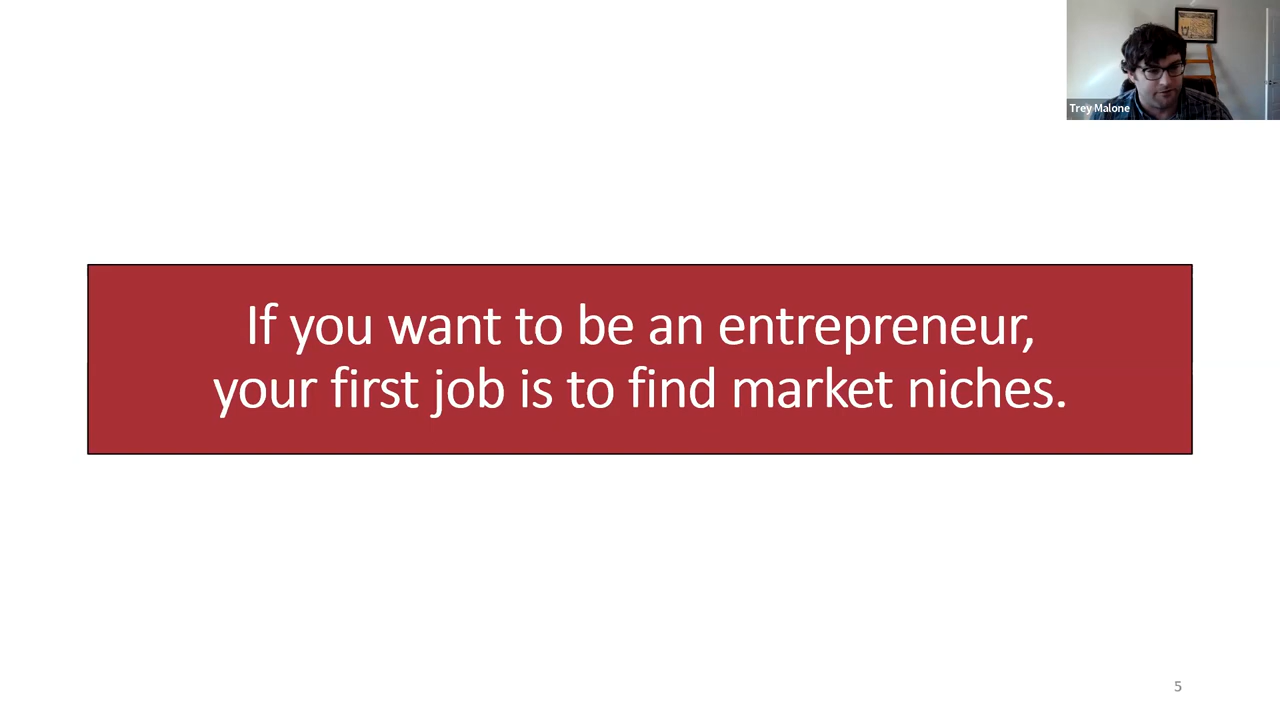 Trey Malone
If you want to be an entrepreneur,
your first job is to find market niches.
5